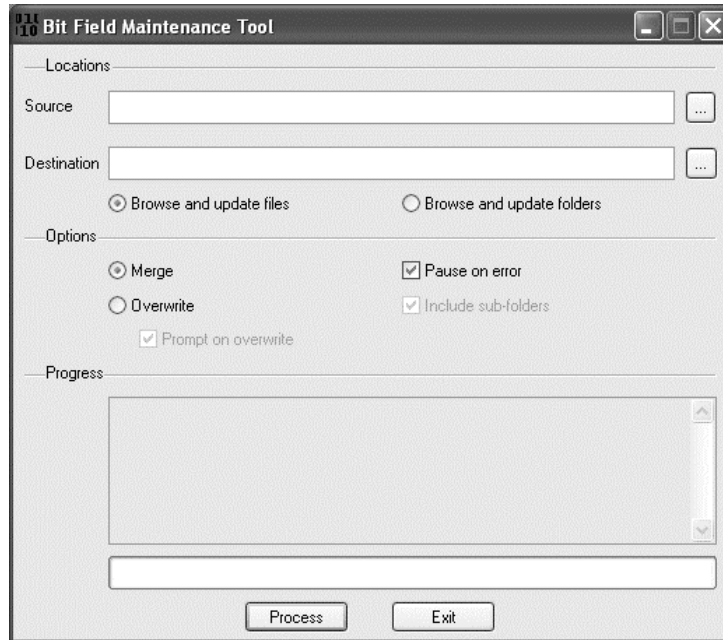 Bit Field Maintenance Tool
Locations
Source
...
Destination
...
Browse and update files
Browse and update folders
Options
Merge
Pause on error
Overwrite
Include sub-folders
Prompt on overwrite
Progress
Process
Exit